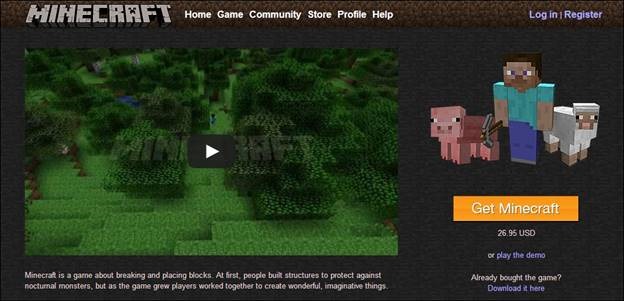 MINECRAFT Home Game Community Store Profile Help Log in | Register
MINECRAFT
Get Minecraft
26.95 USD
or play the demo
Already bought the game?
Download it here
Minecraft is a game about breaking and placing blocks. At first, people built structures to protect against
nocturnal monsters, but as the game grew players worked together to create wonderful, imaginative things.